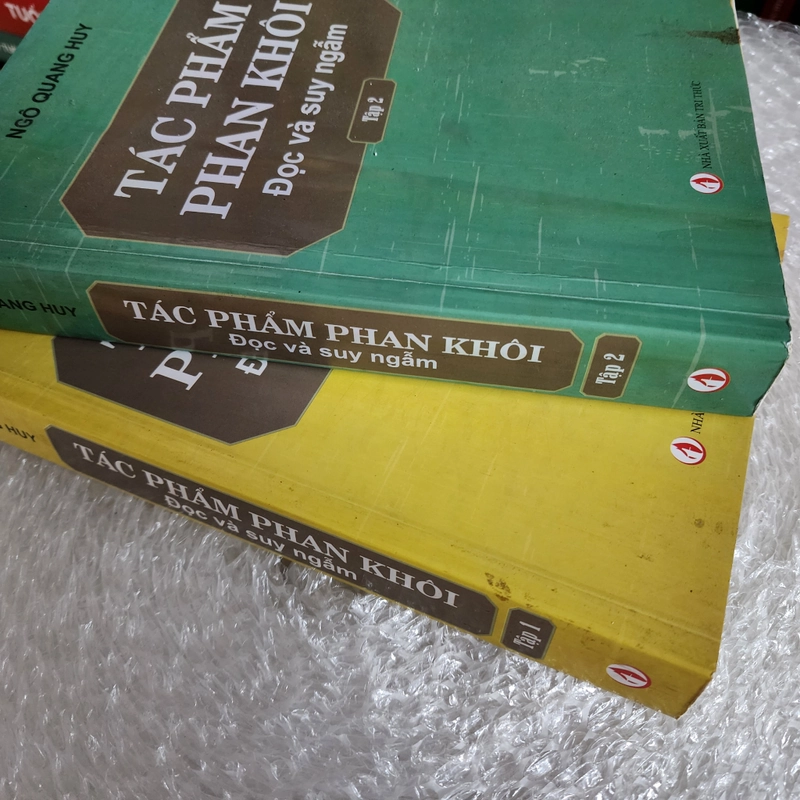 NGÔ QUANG HUY
TÁC PHẨM
PHAN KHÔI
Đọc và suy ngẫm
Tập 2
NHÀ XUẤT BẢN TRI THỨC
HUY
TÁC PHẨM PHAN KHÔI
Đọc và suy ngẫm
Tập 2
NHÀ
HUY
TÁC PHẨM PHAN KHÔI
Đọc và suy ngẫm
Tập 1